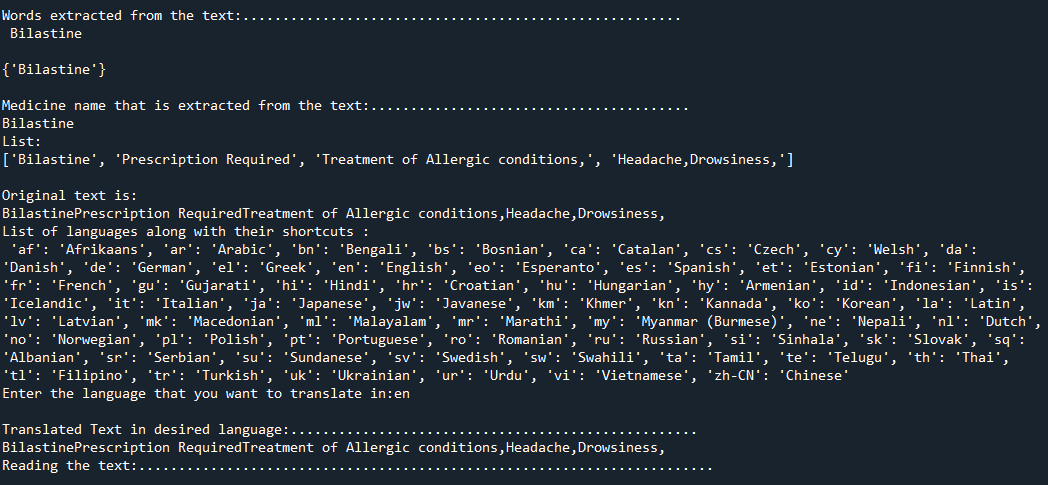 Words extracted from the text:.......................................................
Bilastine
{'Bilastine'}
Medicine name that is extracted from the text:........................................
Bilastine
List:
['Bilastine', 'Prescription Required', 'Treatment of Allergic conditions,', 'Headache,Drowsiness,']
Original text is:
BilastinePrescription RequiredTreatment of Allergic conditions,Headache,Drowsiness,
List of languages along with their shortcuts :
'af': 'Afrikaans', 'ar': 'Arabic', 'bn': 'Bengali', 'bs': 'Bosnian', 'ca': 'Catalan', 'cs': 'Czech', 'cy': 'Welsh', 'da':
'Danish', 'de': 'German', 'el': 'Greek', 'en': 'English', 'eo': 'Esperanto', 'es': 'Spanish', 'et': 'Estonian', 'fi': 'Finnish',
'fr': 'French', 'gu': 'Gujarati', 'hi': 'Hindi', 'hr': 'Croatian', 'hu': 'Hungarian', 'hy': 'Armenian', 'id': 'Indonesian', 'is':
'Icelandic', 'it': 'Italian', 'ja': 'Japanese', 'jw': 'Javanese', 'km': 'Khmer', 'kn': 'Kannada', 'ko': 'Korean', 'la': 'Latin',
'lv': 'Latvian', 'mk': 'Macedonian', 'ml': 'Malayalam', 'mr': 'Marathi', 'my': 'Myanmar (Burmese)', 'ne': 'Nepali', 'nl': 'Dutch',
'no': 'Norwegian', 'pl': 'Polish', 'pt': 'Portuguese', 'ro': 'Romanian', 'ru': 'Russian', 'si': 'Sinhala', 'sk': 'Slovak', 'sq':
'Albanian', 'sr': 'Serbian', 'su': 'Sundanese', 'sv': 'Swedish', 'sw': 'Swahili', 'ta': 'Tamil', 'te': 'Telugu', 'th': 'Thai',
'tl': 'Filipino', 'tr': 'Turkish', 'uk': 'Ukrainian', 'ur': 'Urdu', 'vi': 'Vietnamese', 'zh-CN': 'Chinese'
Enter the language that you want to translate in:en
Translated Text in desired language:...................................................
BilastinePrescription RequiredTreatment of Allergic conditions,Headache,Drowsiness,
Reading the text:........................................................................